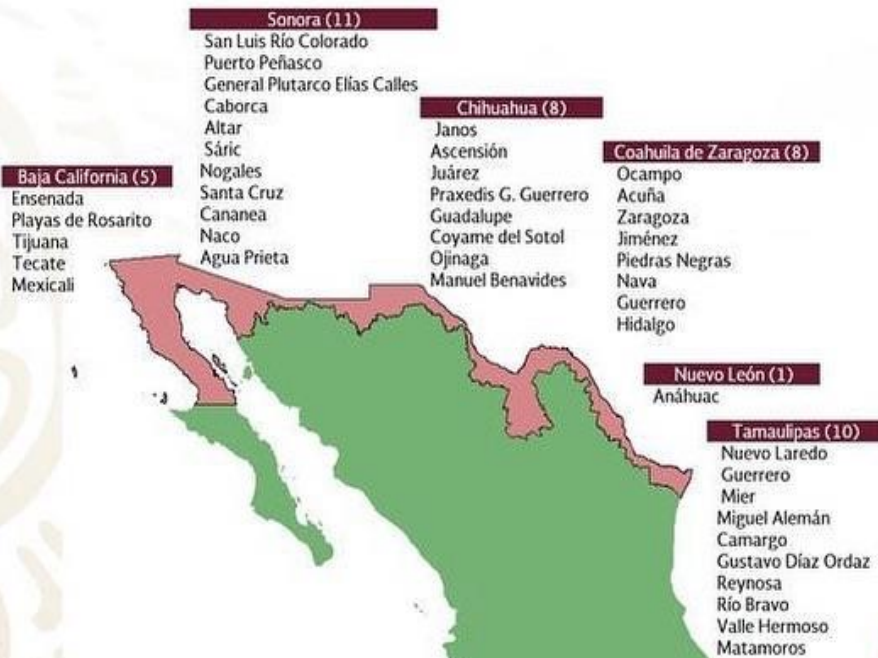 Sonora (11)
San Luis Río Colorado
Puerto Peñasco
General Plutarco Elías Calles
Caborca
Altar
Sáric
Nogales
Santa Cruz
Cananea
Naco
Agua Prieta
Chihuahua (8)
Janos
Ascensión
Juárez
Praxedis G. Guerrero
Guadalupe
Coyame del Sotol
Ojinaga
Manuel Benavides
Coahuila de Zaragoza (8)
Ocampo
Acuña
Zaragoza
Jiménez
Piedras Negras
Nava
Guerrero
Hidalgo
Baja California (5)
Ensenada
Playas de Rosarito
Tijuana
Tecate
Mexicali
Nuevo León (1)
Anáhuac
Tamaulipas (10)
Nuevo Laredo
Guerrero
Mier
Miguel Alemán
Camargo
Gustavo Díaz Ordaz
Reynosa
Río Bravo
Valle Hermoso
Matamoros